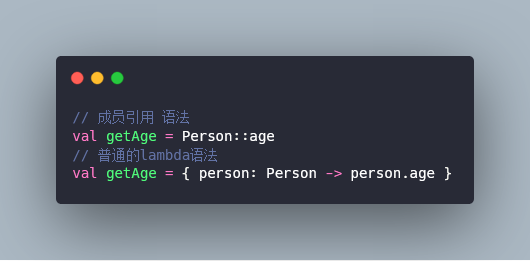 // 成员引用 语法
val getAge = Person::age
// 普通的lambda语法
val getAge = { person: Person -> person.age }